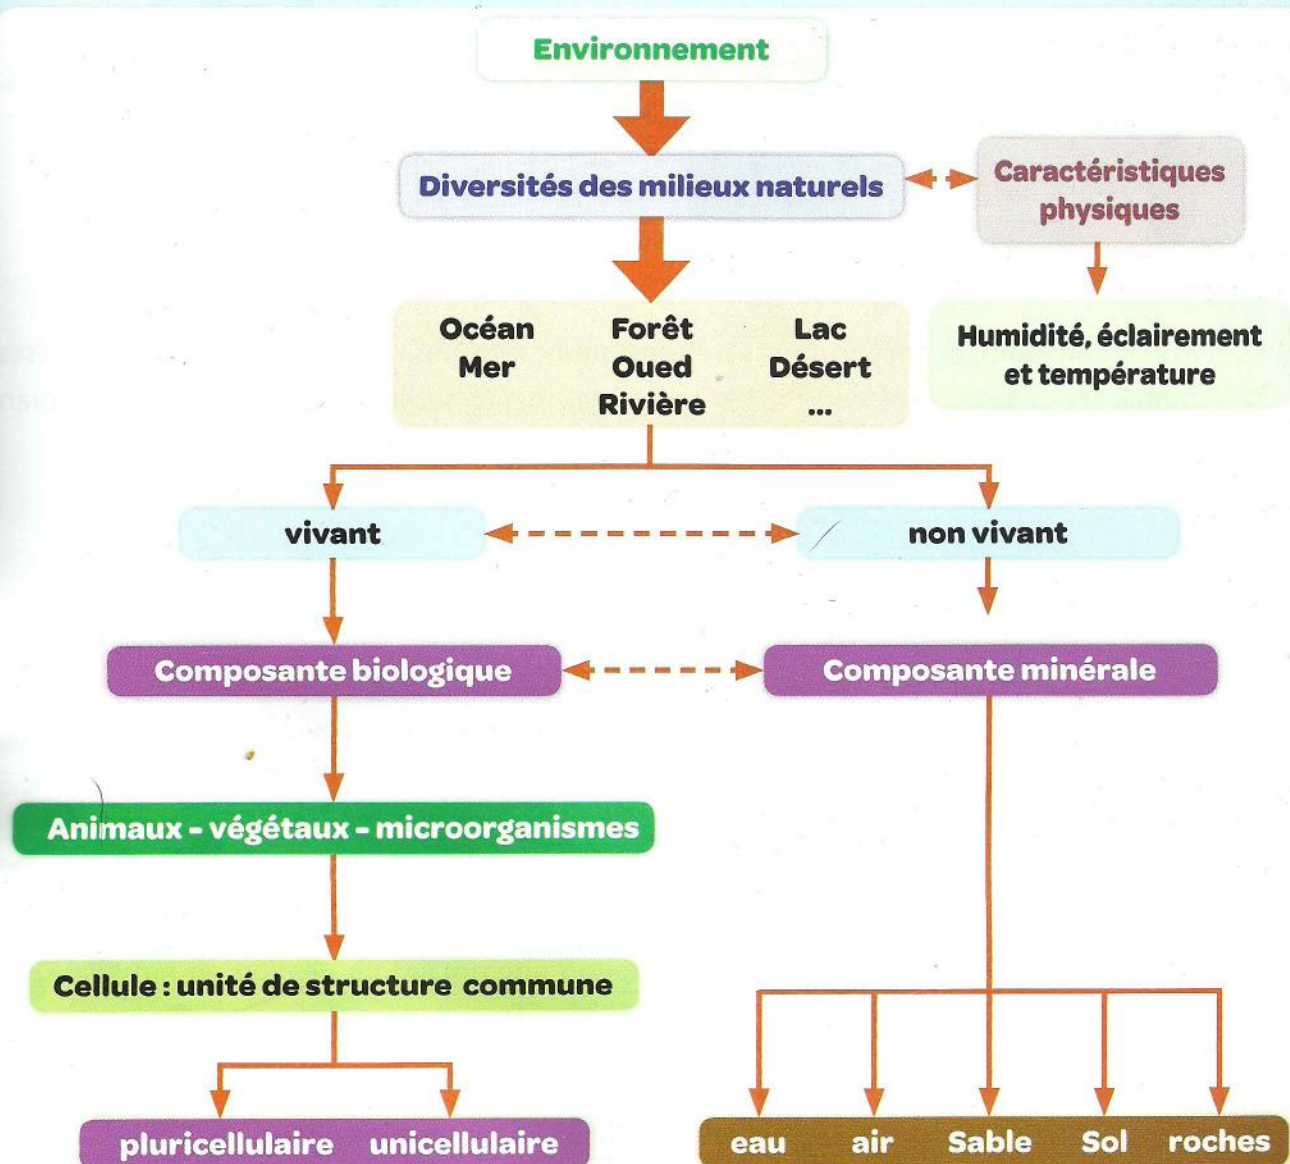 Environnement
Diversités des milieux naturels
Caractéristiques
physiques
Océan Forêt Lac
Mer Oued Désert
Rivière ...
Humidité, éclairement
et température
vivant
non vivant
Composante biologique
Composante minérale
Animaux - végétaux - microorganismes
Cellule : unité de structure commune
pluricellulaire unicellulaire
eau air Sable Sol roches